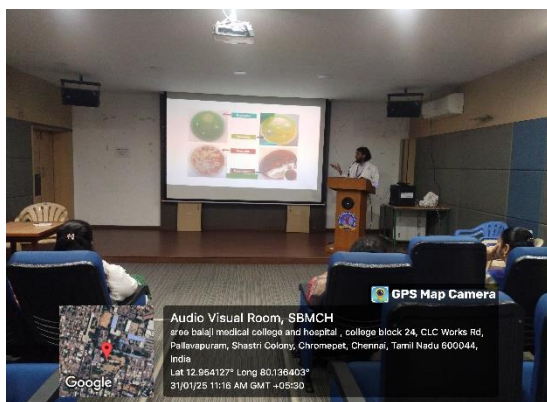 GPS Map Camera
Audio Visual Room, SBMCH
sree balaji medical college and hospital , college block 24, CLC Works Rd,
Pallavapuram, Shastri Colony, Chromepet, Chennai, Tamil Nadu 600044,
India
Lat 12.954127° Long 80.136403°
31/01/25 11:16 AM GMT +05:30
Google